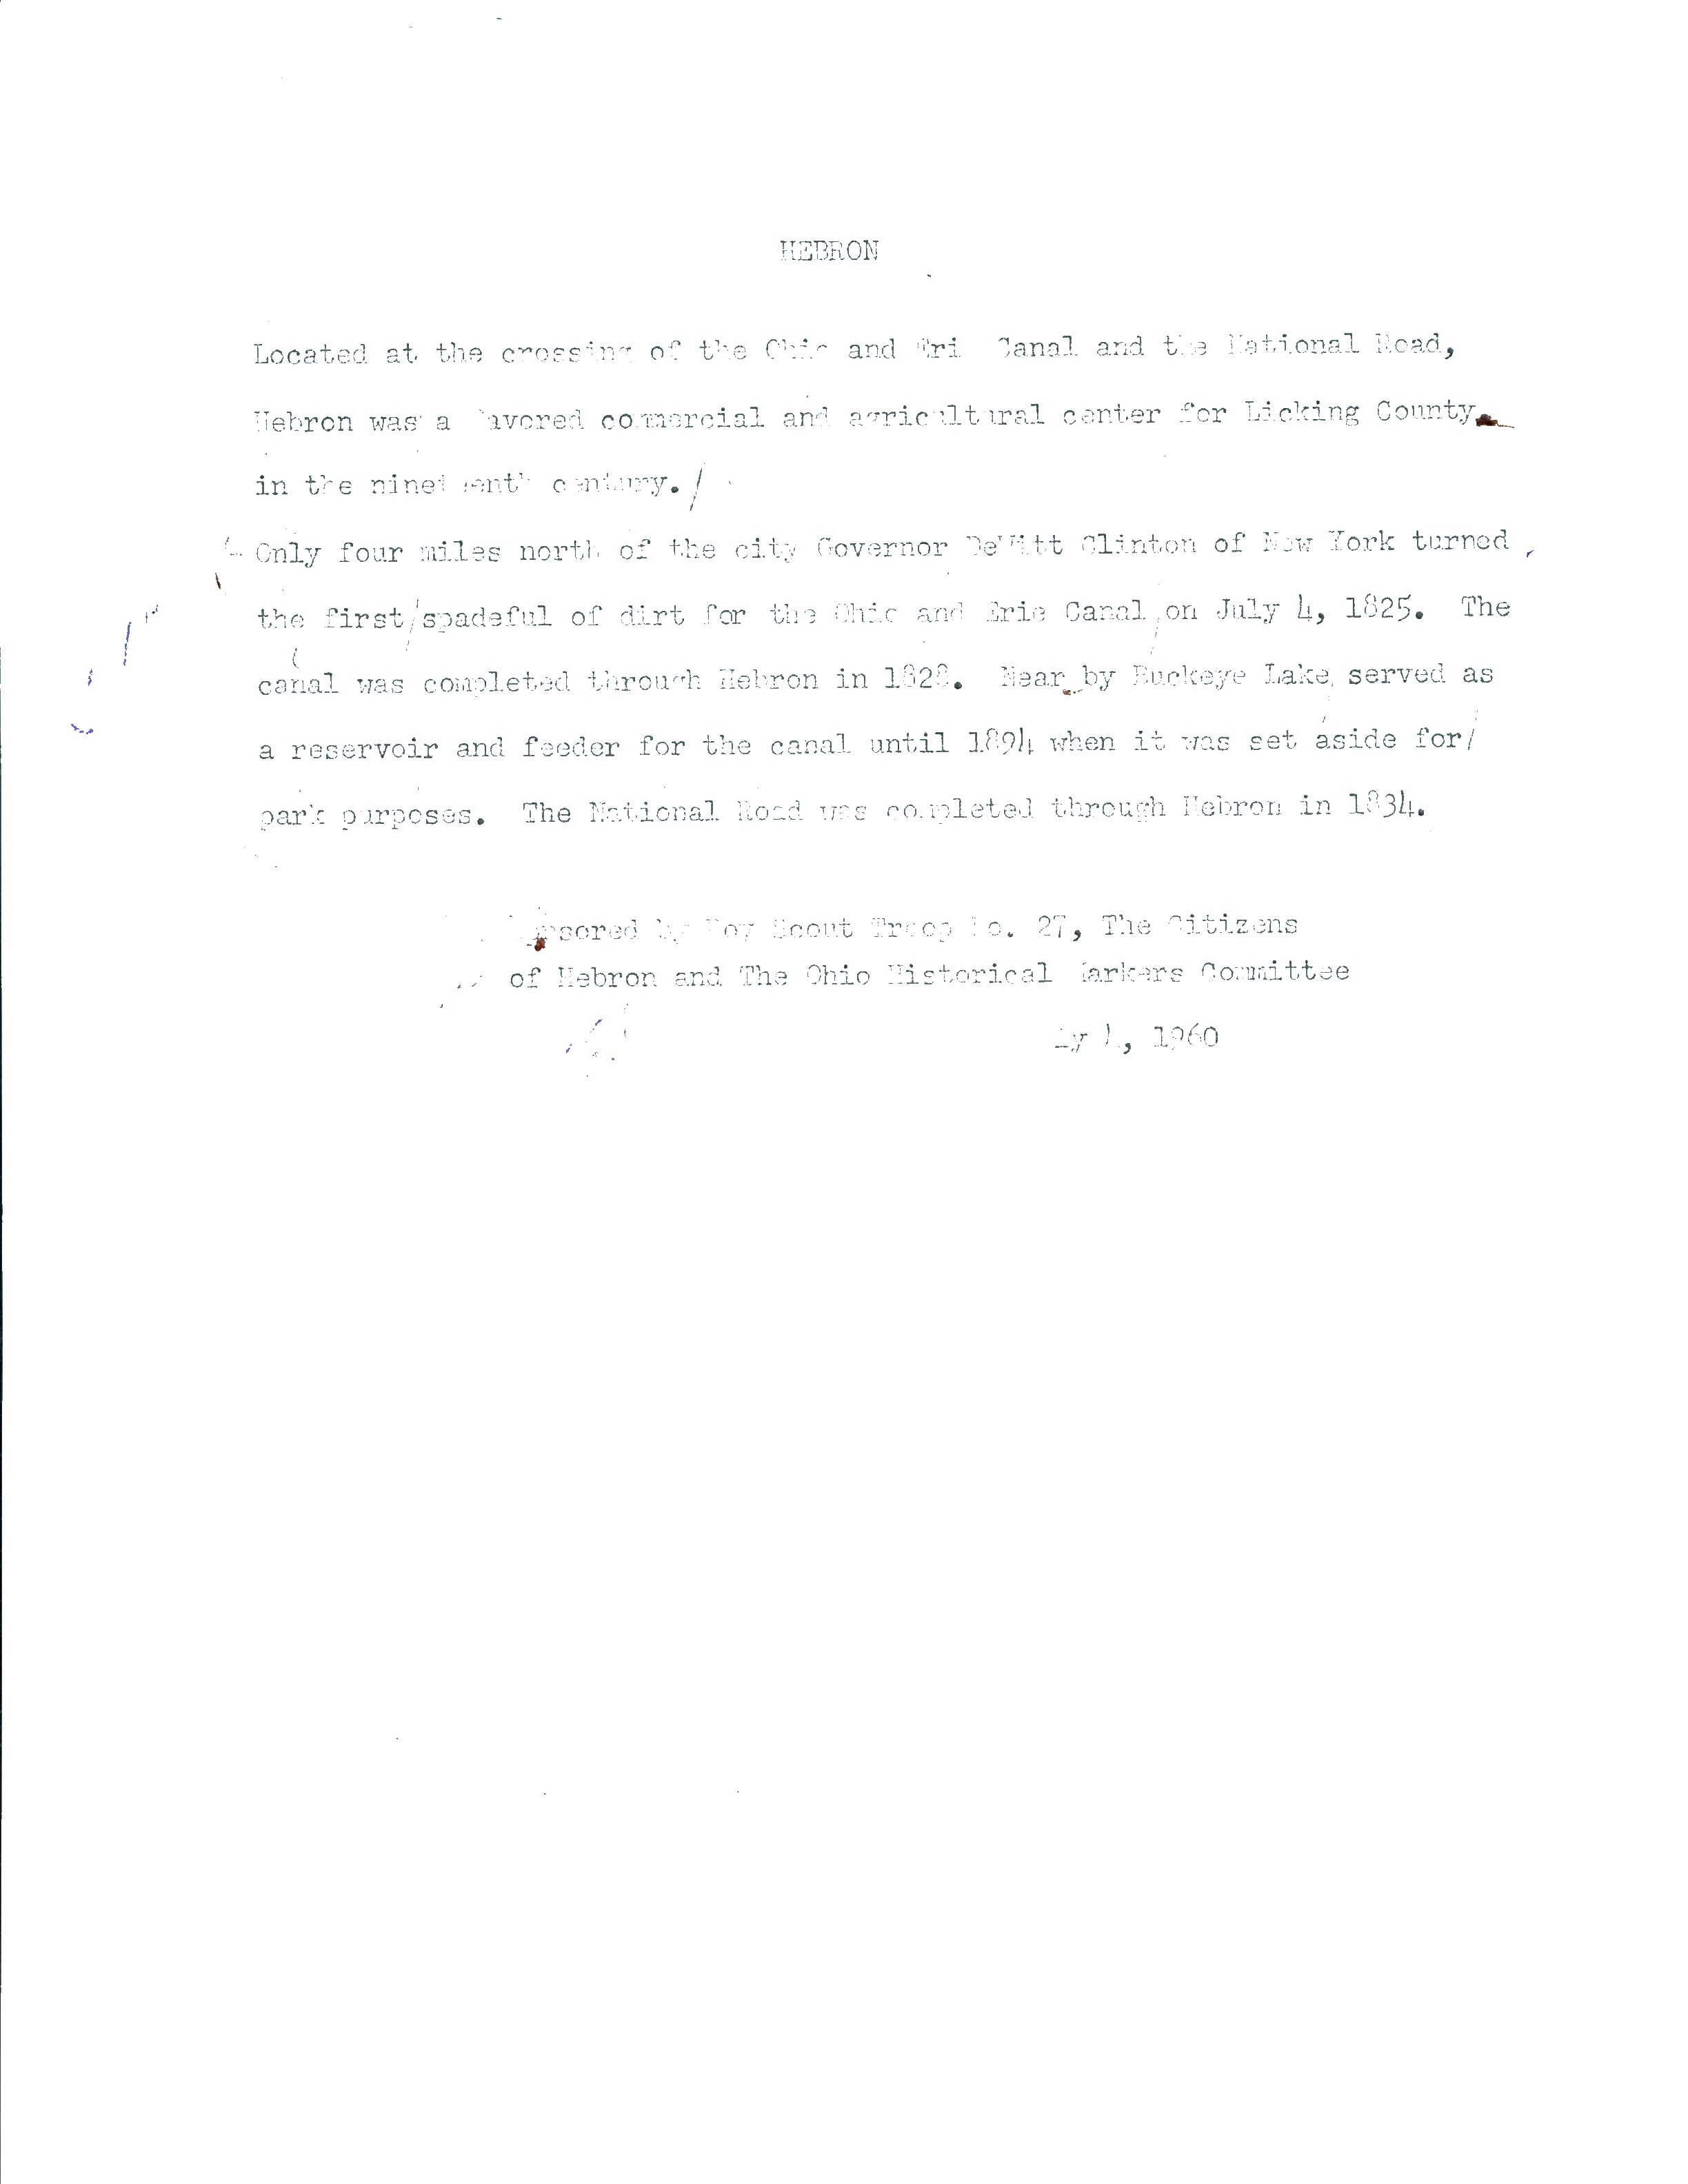 HEBRON
Located at the crossing of the Ohio and Erie Canal and the National Road,
Hebron was a favored commercial and agricultural center for Licking County
in the nineteenth century. /
Only four miles north of the city Governor DeWitt Clinton of New York turned
the first/spadeful of dirt for the Ohio and Erie Canal on July 4, 1825. The
canal was completed through Hebron in 1828. Near by Buckeye Lake, served as
a reservoir and feeder for the canal until 1894 when it was set aside for/
park purposes. The National Road was completed through Hebron in 1834.
by Boy Scout Troop No. 27, The Citizens
of Hebron and The Ohio Historical Markers Committee
1960